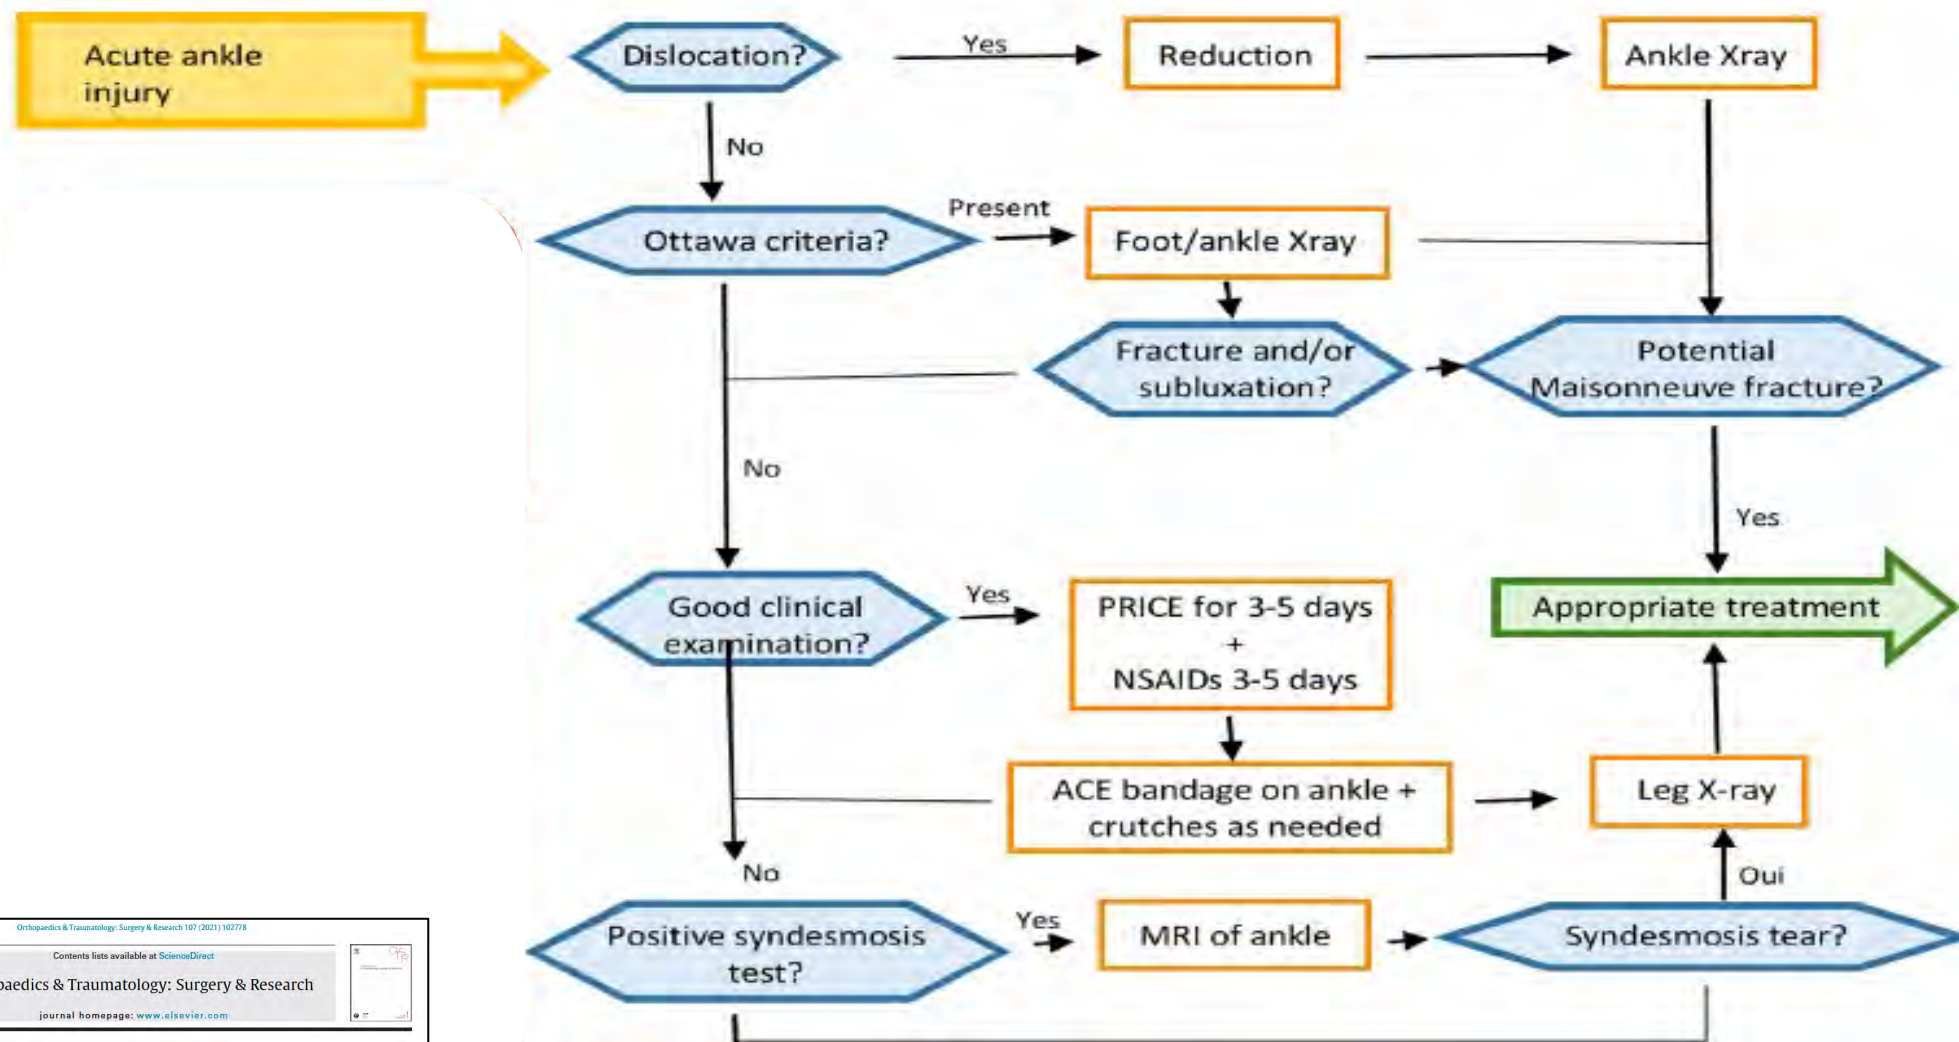 Acute ankle
injury
Dislocation?
Yes
Reduction
Ankle Xray
No
Ottawa criteria?
Present
Foot/ankle Xray
Fracture and/or
subluxation?
Potential
Maisonneuve fracture?
No
Yes
Good clinical
examination?
Yes
PRICE for 3-5 days
+
NSAIDs 3-5 days
Appropriate treatment
ACE bandage on ankle +
crutches as needed
Leg X-ray
No
Oui
Positive syndesmosis
test?
Yes
MRI of ankle
Syndesmosis tear?
Orthopaedics & Traumatology: Surgery & Research 107 (2021) 102778
Contents lists available at ScienceDirect
paedics & Traumatology: Surgery & Research
journal homepage: www.elsevier.com